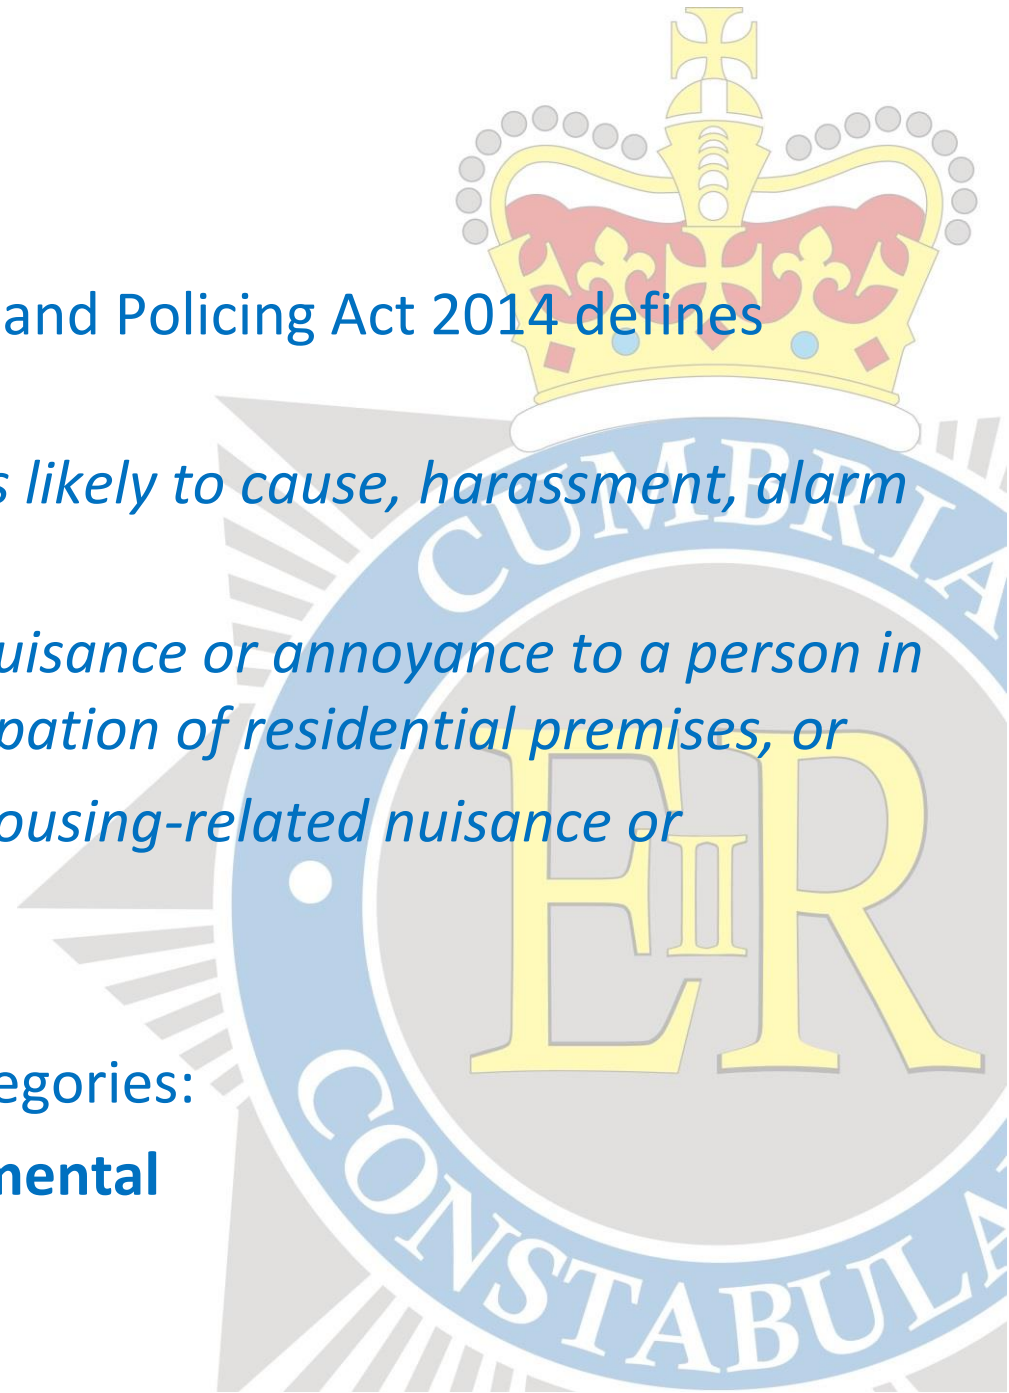 and Policing Act 2014 defines
s likely to cause, harassment, alarm
uisance or annoyance to a person in
pation of residential premises, or
ousing-related nuisance or
egories:
mental
CUMBRIA
EIIR
CONSTABULA